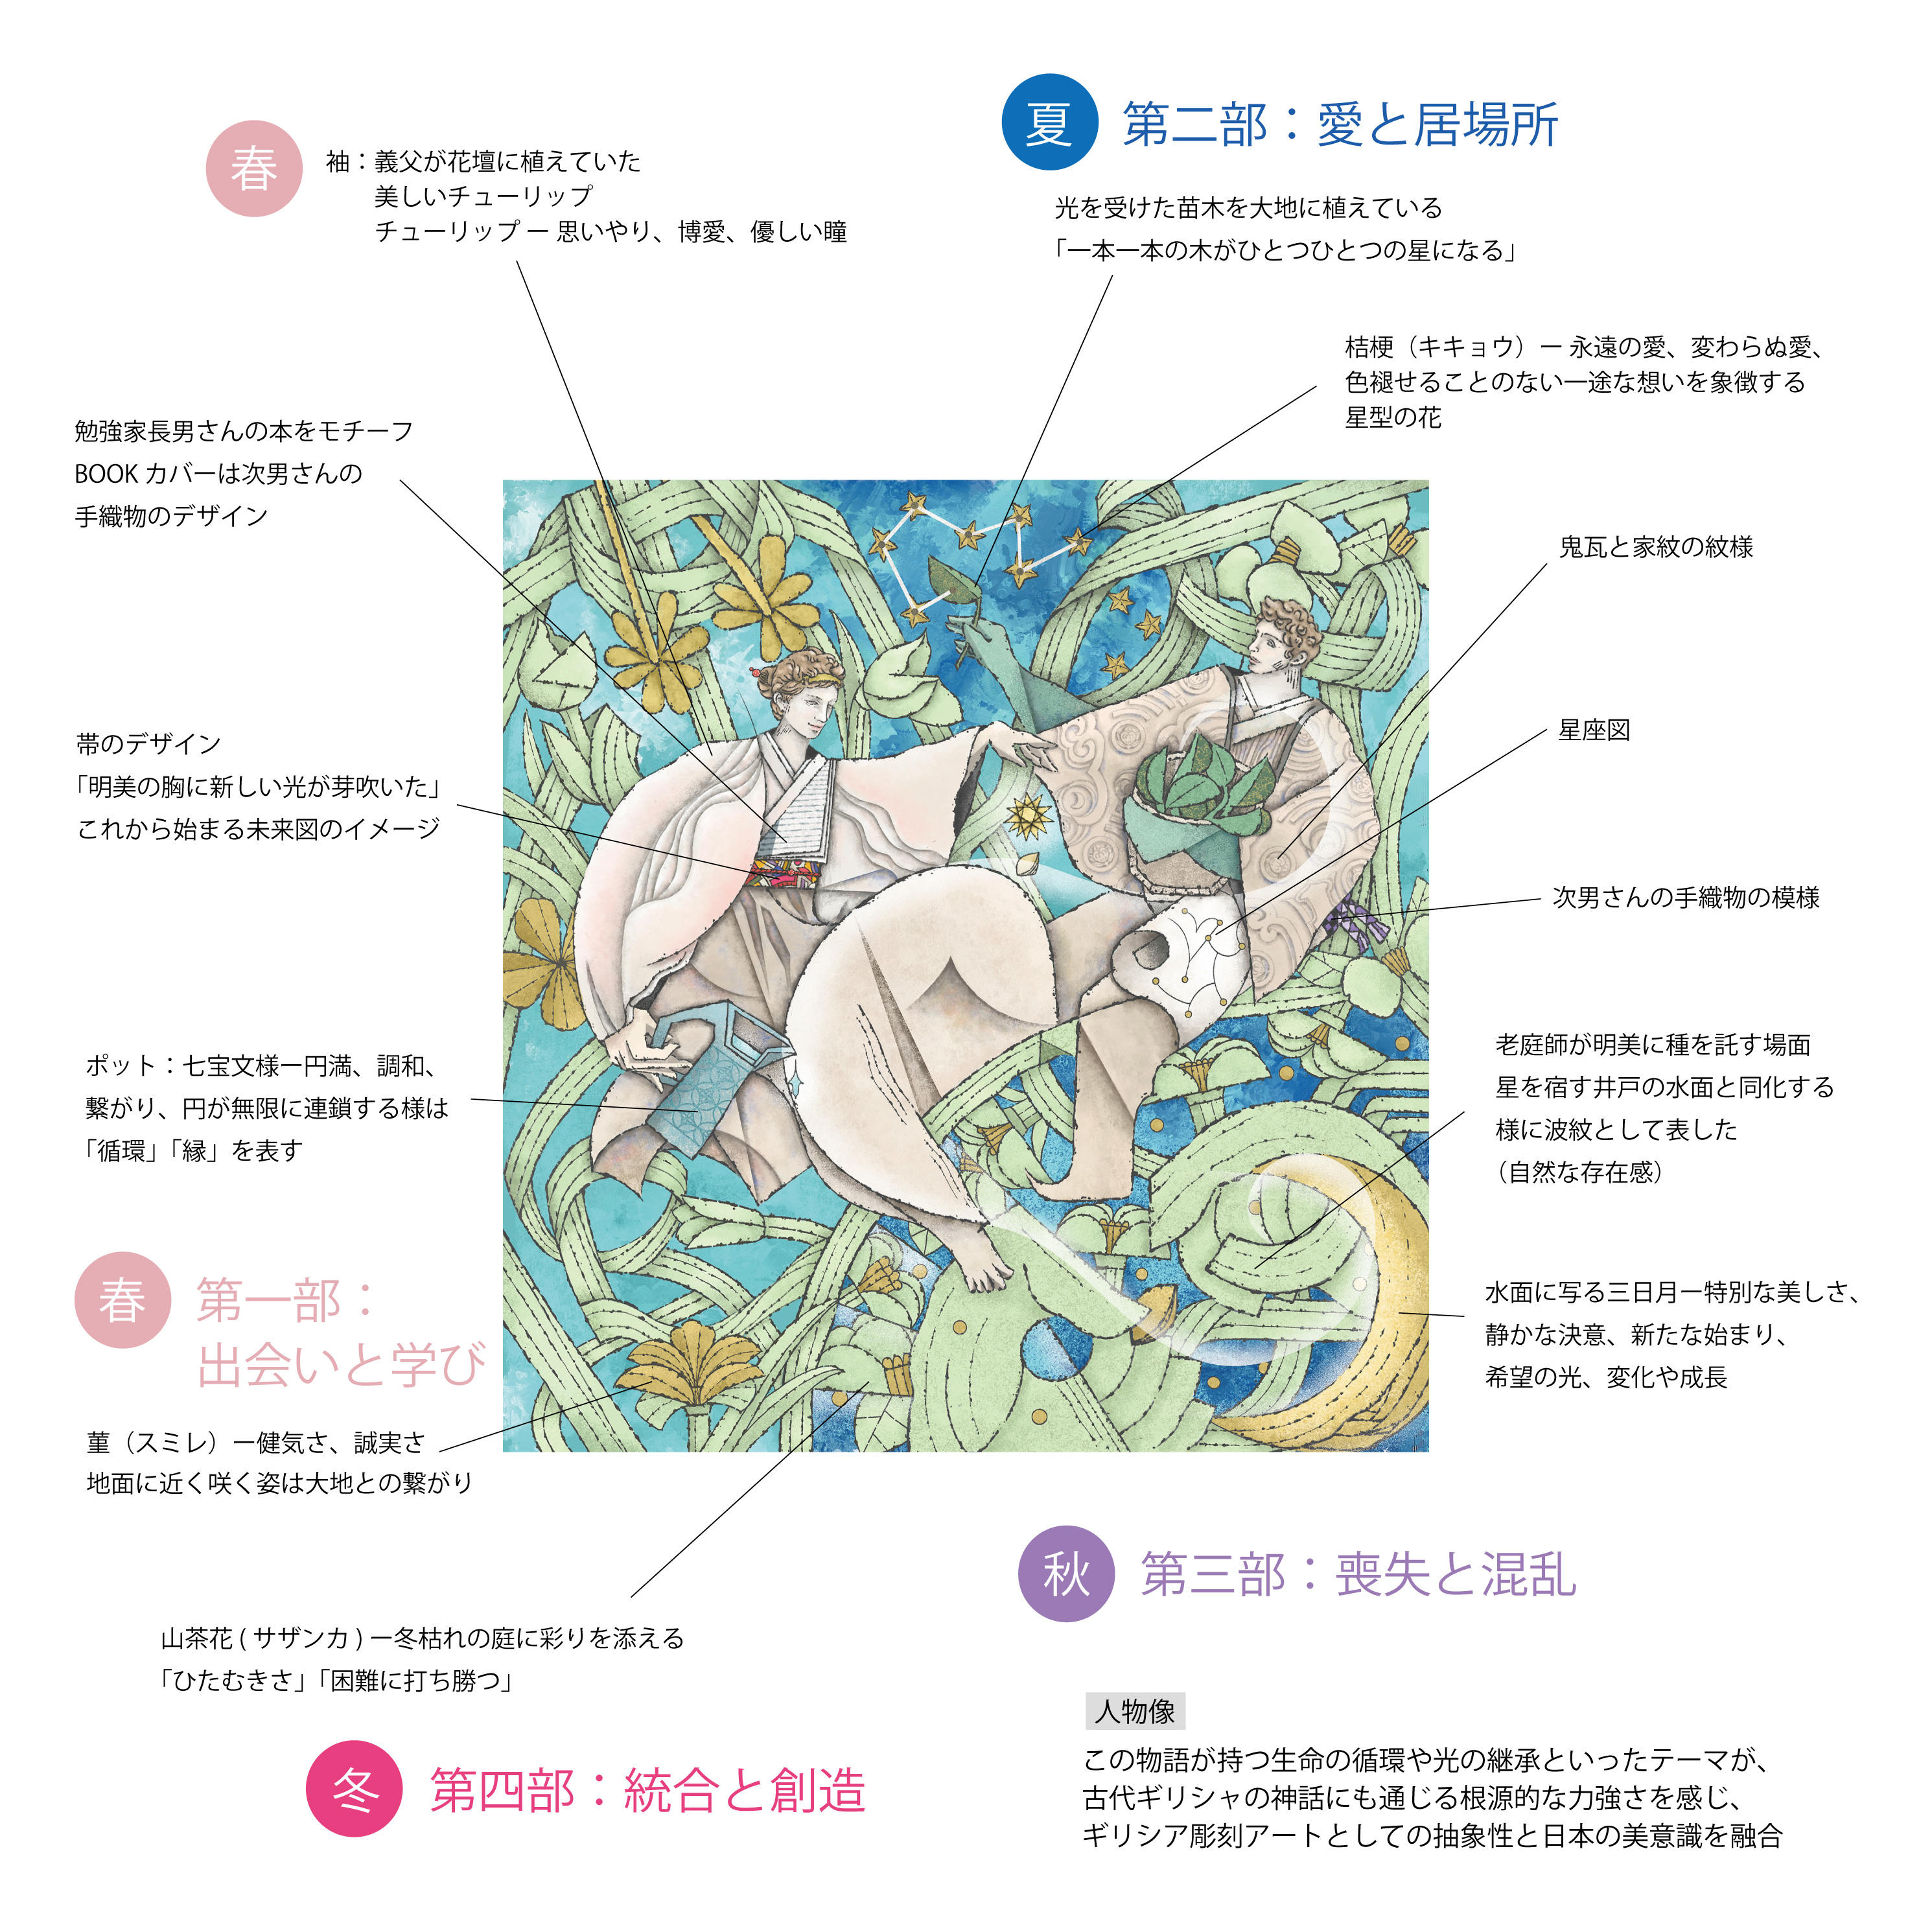 春
袖：義父が花壇に植えていた
美しいチューリップ
チューリップ ー 思いやり、博愛、優しい瞳
夏 第二部：愛と居場所
光を受けた苗木を大地に植えている
「一本一本の木がひとつひとつの星になる」
桔梗（キキョウ）ー 永遠の愛、変わらぬ愛、
色褪せることのない一途な想いを象徴する
星型の花
勉強家長男さんの本をモチーフ
BOOK カバーは次男さんの
手織物のデザイン
鬼瓦と家紋の紋様
星座図
帯のデザイン
「明美の胸に新しい光が芽吹いた」
これから始まる未来図のイメージ
次男さんの手織物の模様
ポット：七宝文様ー円満、調和、
繋がり、円が無限に連鎖する様は
「循環」「縁」を表す
老庭師が明美に種を託す場面
星を宿す井戸の水面と同化する
様に波紋として表した
（自然な存在感）
春 第一部：
出会いと学び
水面に写る三日月ー特別な美しさ、
静かな決意、新たな始まり、
希望の光、変化や成長
菫（スミレ）ー健気さ、誠実さ
地面に近く咲く姿は大地との繋がり
秋 第三部：喪失と混乱
山茶花 ( サザンカ ) ー冬枯れの庭に彩りを添える
「ひたむきさ」「困難に打ち勝つ」
冬 第四部：統合と創造
人物像
この物語が持つ生命の循環や光の継承といったテーマが、
古代ギリシャの神話にも通じる根源的な力強さを感じ、
ギリシア彫刻アートとしての抽象性と日本の美意識を融合